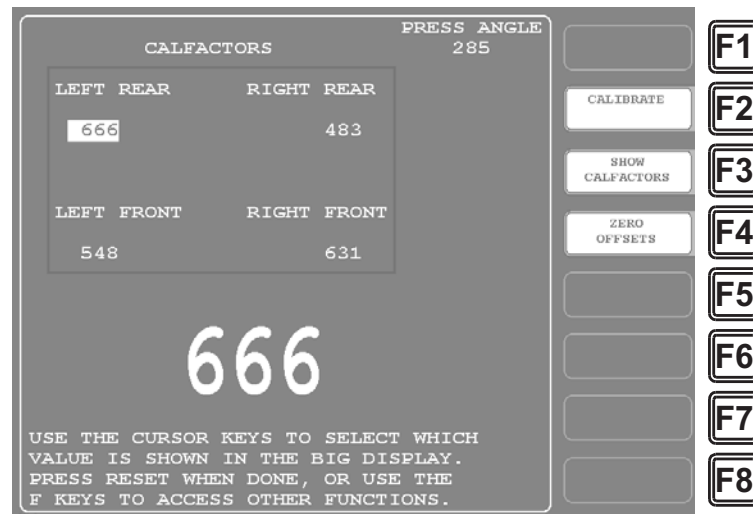 PRESS ANGLE
CALFACTORS 285
LEFT REAR RIGHT REAR
666 483
LEFT FRONT RIGHT FRONT
548 631
666
USE THE CURSOR KEYS TO SELECT WHICH
VALUE IS SHOWN IN THE BIG DISPLAY.
PRESS RESET WHEN DONE, OR USE THE
F KEYS TO ACCESS OTHER FUNCTIONS.
CALIBRATE
SHOW
CALFACTORS
ZERO
OFFSETS
F1
F2
F3
F4
F5
F6
F7
F8